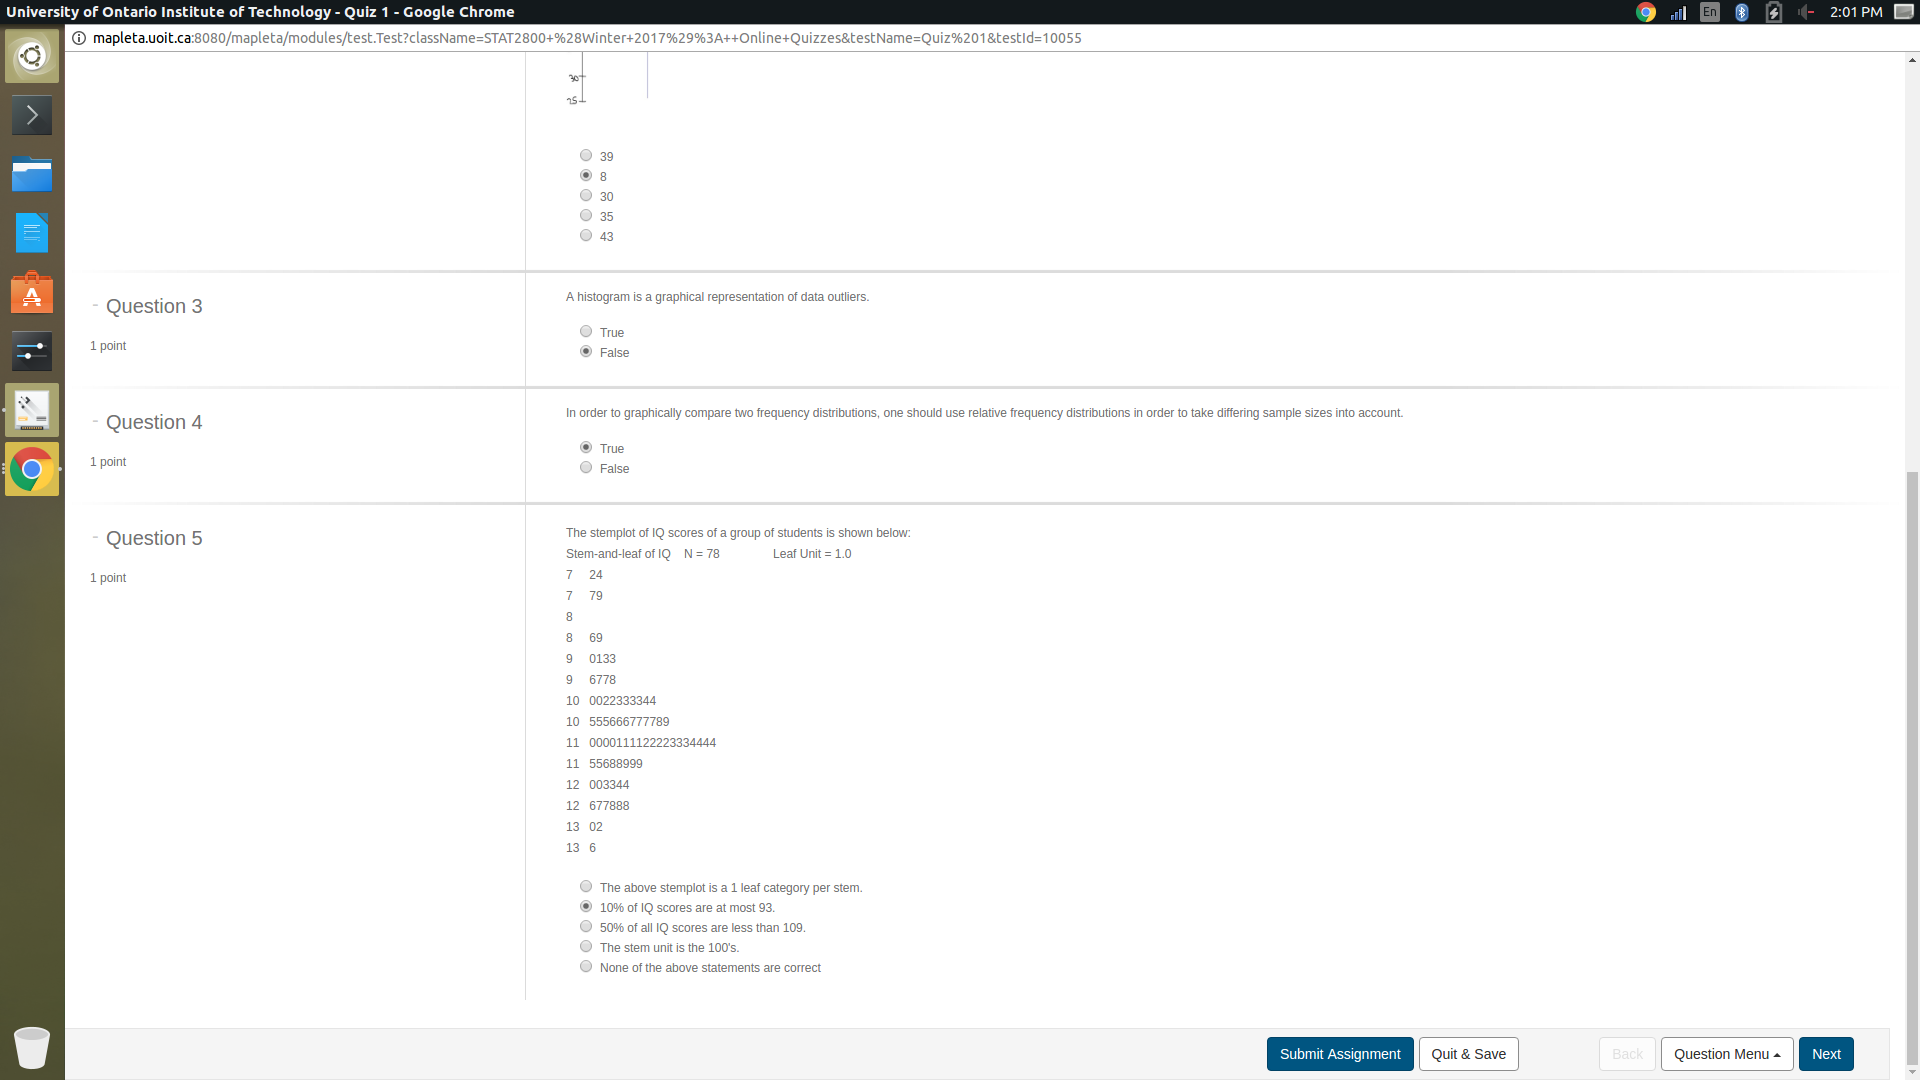 University of Ontario Institute of Technology - Quiz 1 - Google Chrome
En
2:01 PM
mapleta.uoit.ca:8080/mapleta/modules/test.Test?className=STAT2800+%28Winter+2017%29%3A++Online+Quizzes&testName=Quiz%201&testId=10055
30
25
39
8
30
35
43
- Question 3
1 point
A histogram is a graphical representation of data outliers.
True
False
- Question 4
1 point
In order to graphically compare two frequency distributions, one should use relative frequency distributions in order to take differing sample sizes into account.
True
False
- Question 5
1 point
The stemplot of IQ scores of a group of students is shown below:
Stem-and-leaf of IQ N = 78 Leaf Unit = 1.0
7 24
7 79
8
8 69
9 0133
9 6778
10 0022333344
10 555666777789
11 0000111122223334444
11 55688999
12 003344
12 677888
13 02
13 6
The above stemplot is a 1 leaf category per stem.
10% of IQ scores are at most 93.
50% of all IQ scores are less than 109.
The stem unit is the 100's.
None of the above statements are correct
Submit Assignment
Quit & Save
Back
Question Menu
Next